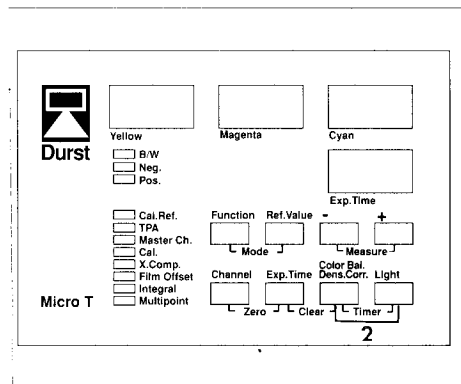 Durst
Yellow
Magenta
Cyan
B/W
Neg.
Pos.
Exp.Time
Cal.Ref.
TPA
Master Ch.
Cal.
X.Comp.
Film Offset
Integral
Multipoint
Function Ref.Value - +
Mode Measure
Channel Exp.Time Color Bal. Dens.Corr. Light
Zero Clear Timer
2
Micro T